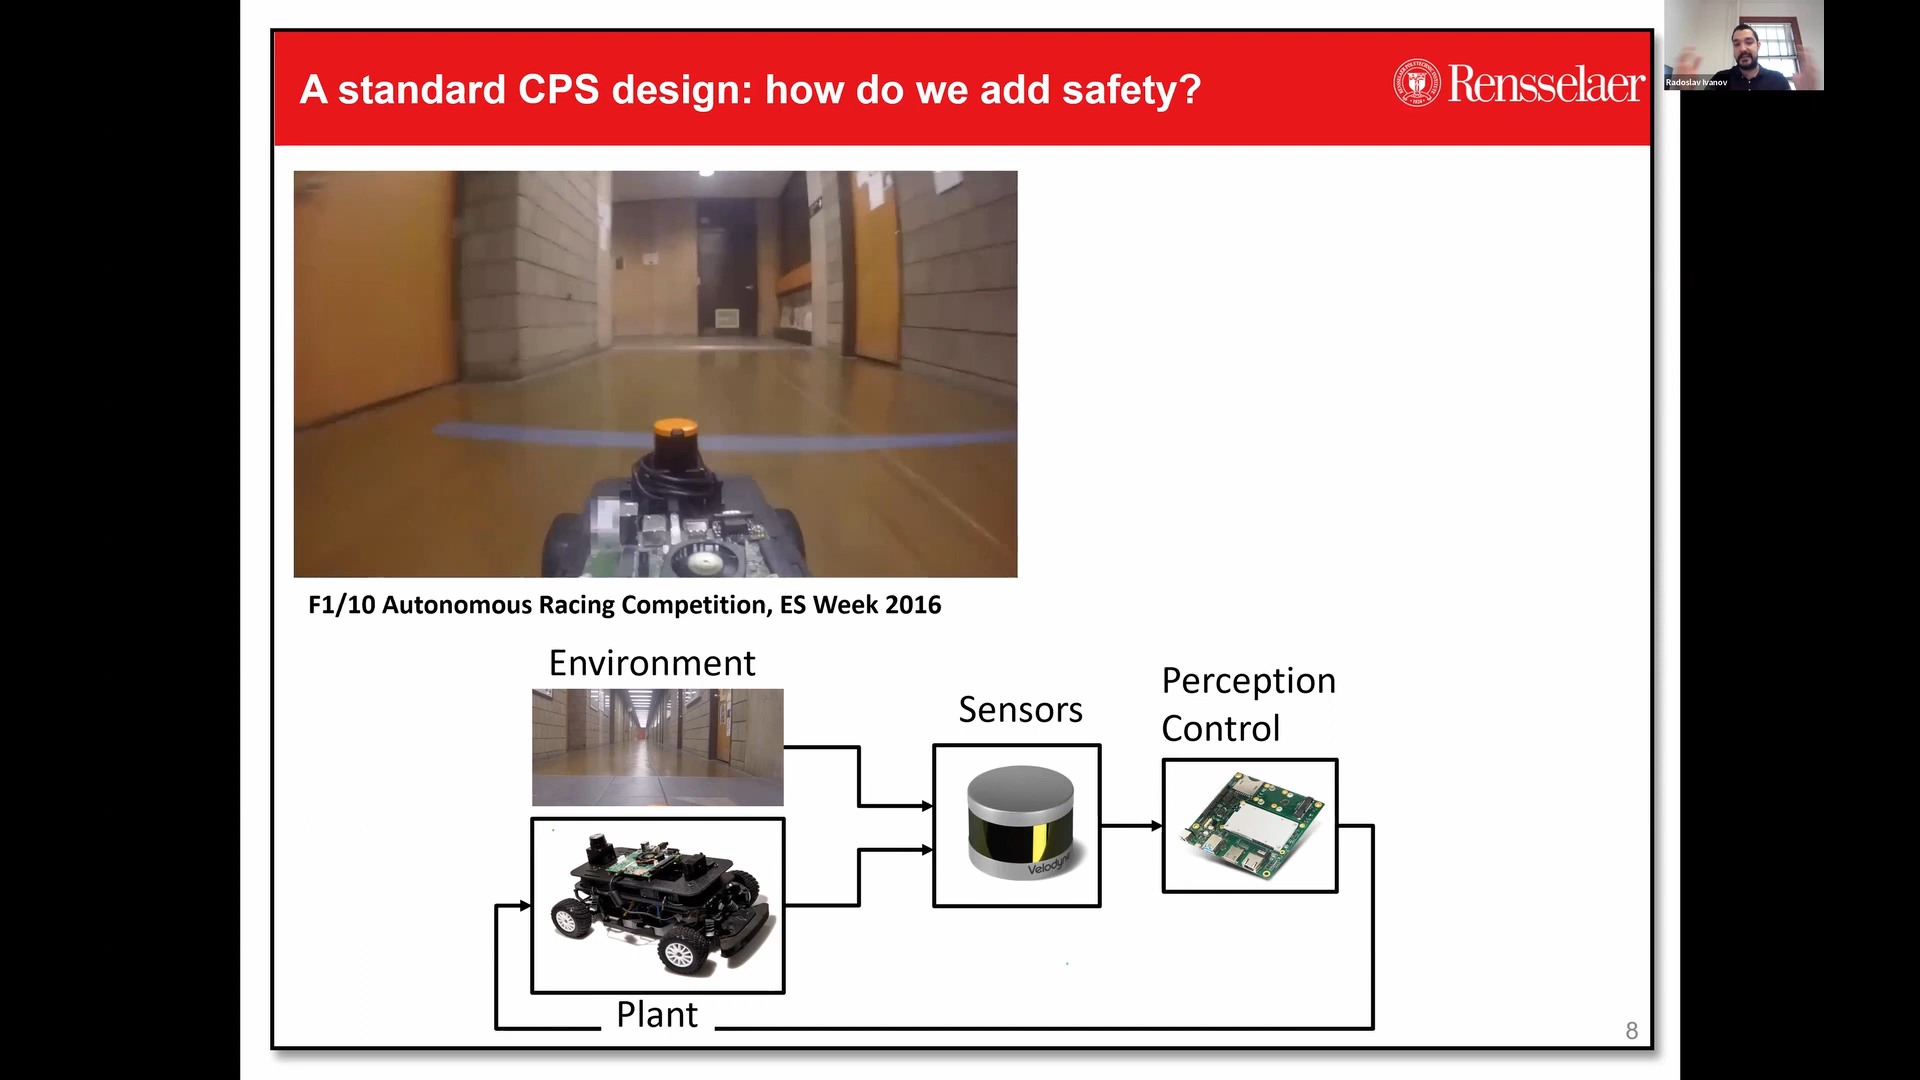 A standard CPS design: how do we add safety?
Rensselaer
Radoslav Ivanov
F1/10 Autonomous Racing Competition, ES Week 2016
Environment
Sensors
Perception
Control
Velodyne
Plant
8